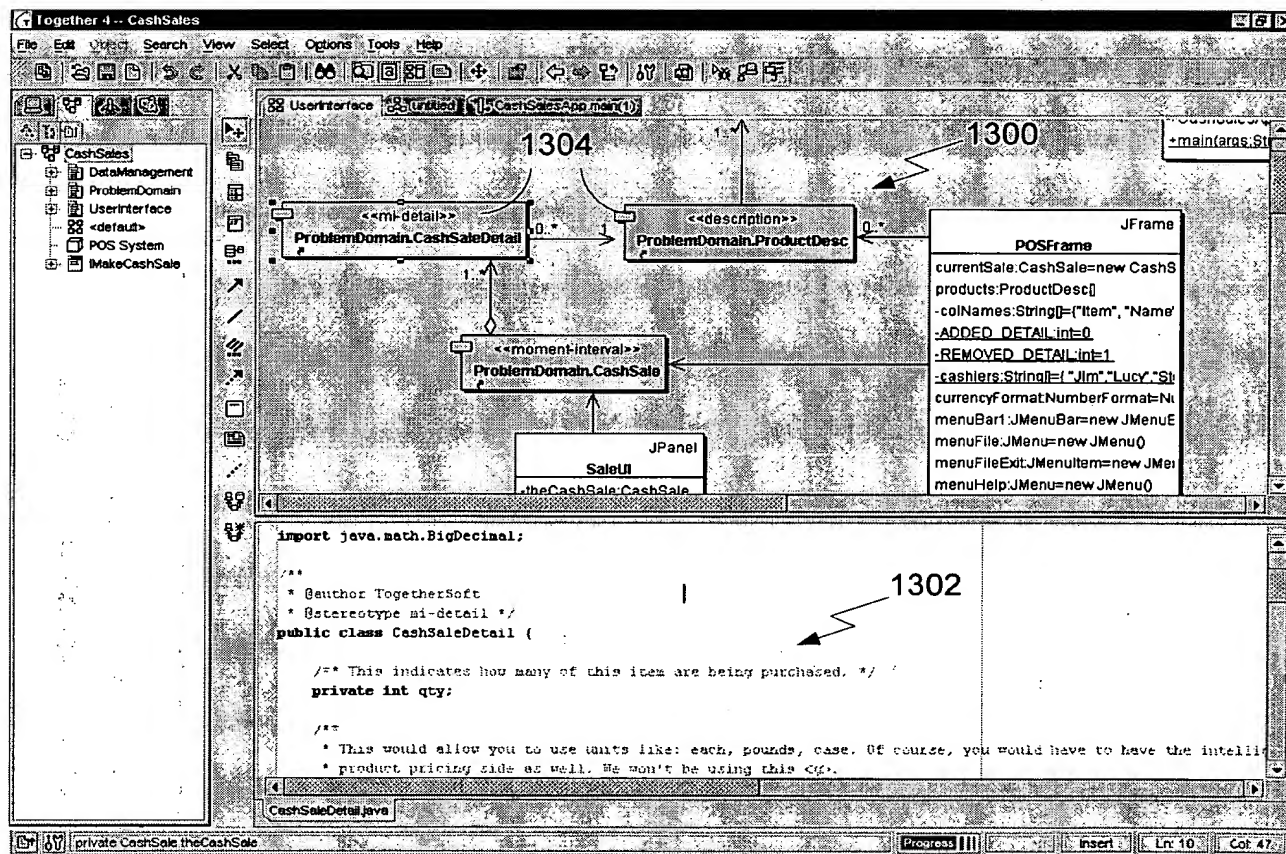 Together 4 -- CashSales
File Edit Object Search View Select Options Tools Help
UserInterface untitled CashSalesApp.main(1)
CashSales
DataManagement
ProblemDomain
UserInterface
<default>
POS System
!MakeCashSale
1304
1300
1..*
+main(args:Str
<<mi-detail>>
ProblemDomain.CashSaleDetail
0..* 1
<<description>>
ProblemDomain.ProductDesc
0..*
1..*
<<moment-interval>>
ProblemDomain.CashSale
JPanel
SaleUI
-theCashSale:CashSale
JFrame
POSFrame
currentSale:CashSale=new CashS
products:ProductDesc[]
-colNames:String[]={"Item", "Name"
-ADDED_DETAIL:int=0
-REMOVED_DETAIL:int=1
-cashiers:String[]={ "Jim","Lucy","St
currencyFormat:NumberFormat=Nu
menuBar1:JMenuBar=new JMenuB
menuFile:JMenu=new JMenu()
menuFileExit:JMenuItem=new JMen
menuHelp:JMenu=new JMenu()
import java.math.BigDecimal;
/**
* @author TogetherSoft
* @stereotype mi-detail */
public class CashSaleDetail {
1302
/** This indicates how many of this item are being purchased. */
private int qty;
/**
* This would allow you to use units like: each, pounds, case. Of course, you would have to have the intelli
* product pricing side as well. We won't be using this <g>.
CashSaleDetail.java
private CashSale theCashSale
Progress
Insert
Ln: 10
Col: 47